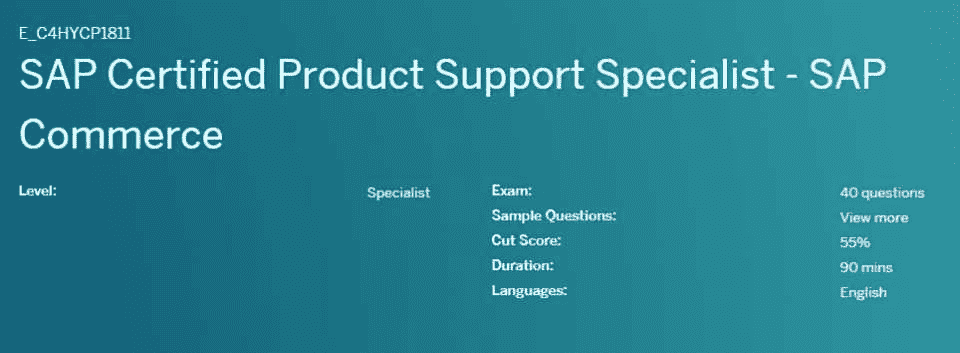 E_C4HYCP1811
SAP Certified Product Support Specialist - SAP
Commerce
Level: Specialist
Exam: 40 questions
Sample Questions: View more
Cut Score: 55%
Duration: 90 mins
Languages: English